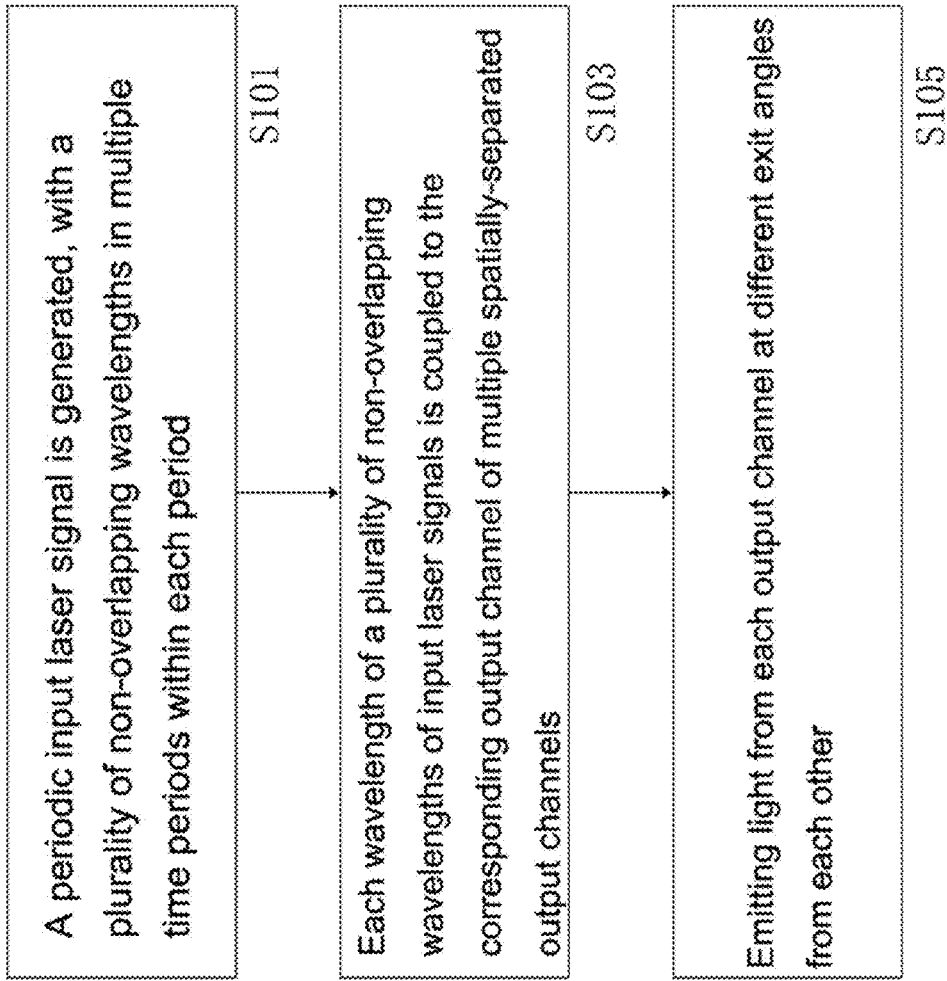 A periodic input laser signal is generated, with a
plurality of non-overlapping wavelengths in multiple
time periods within each period
S101
Each wavelength of a plurality of non-overlapping
wavelengths of input laser signals is coupled to the
corresponding output channel of multiple spatially-separated
output channels
S103
Emitting light from each output channel at different exit angles
from each other
S105